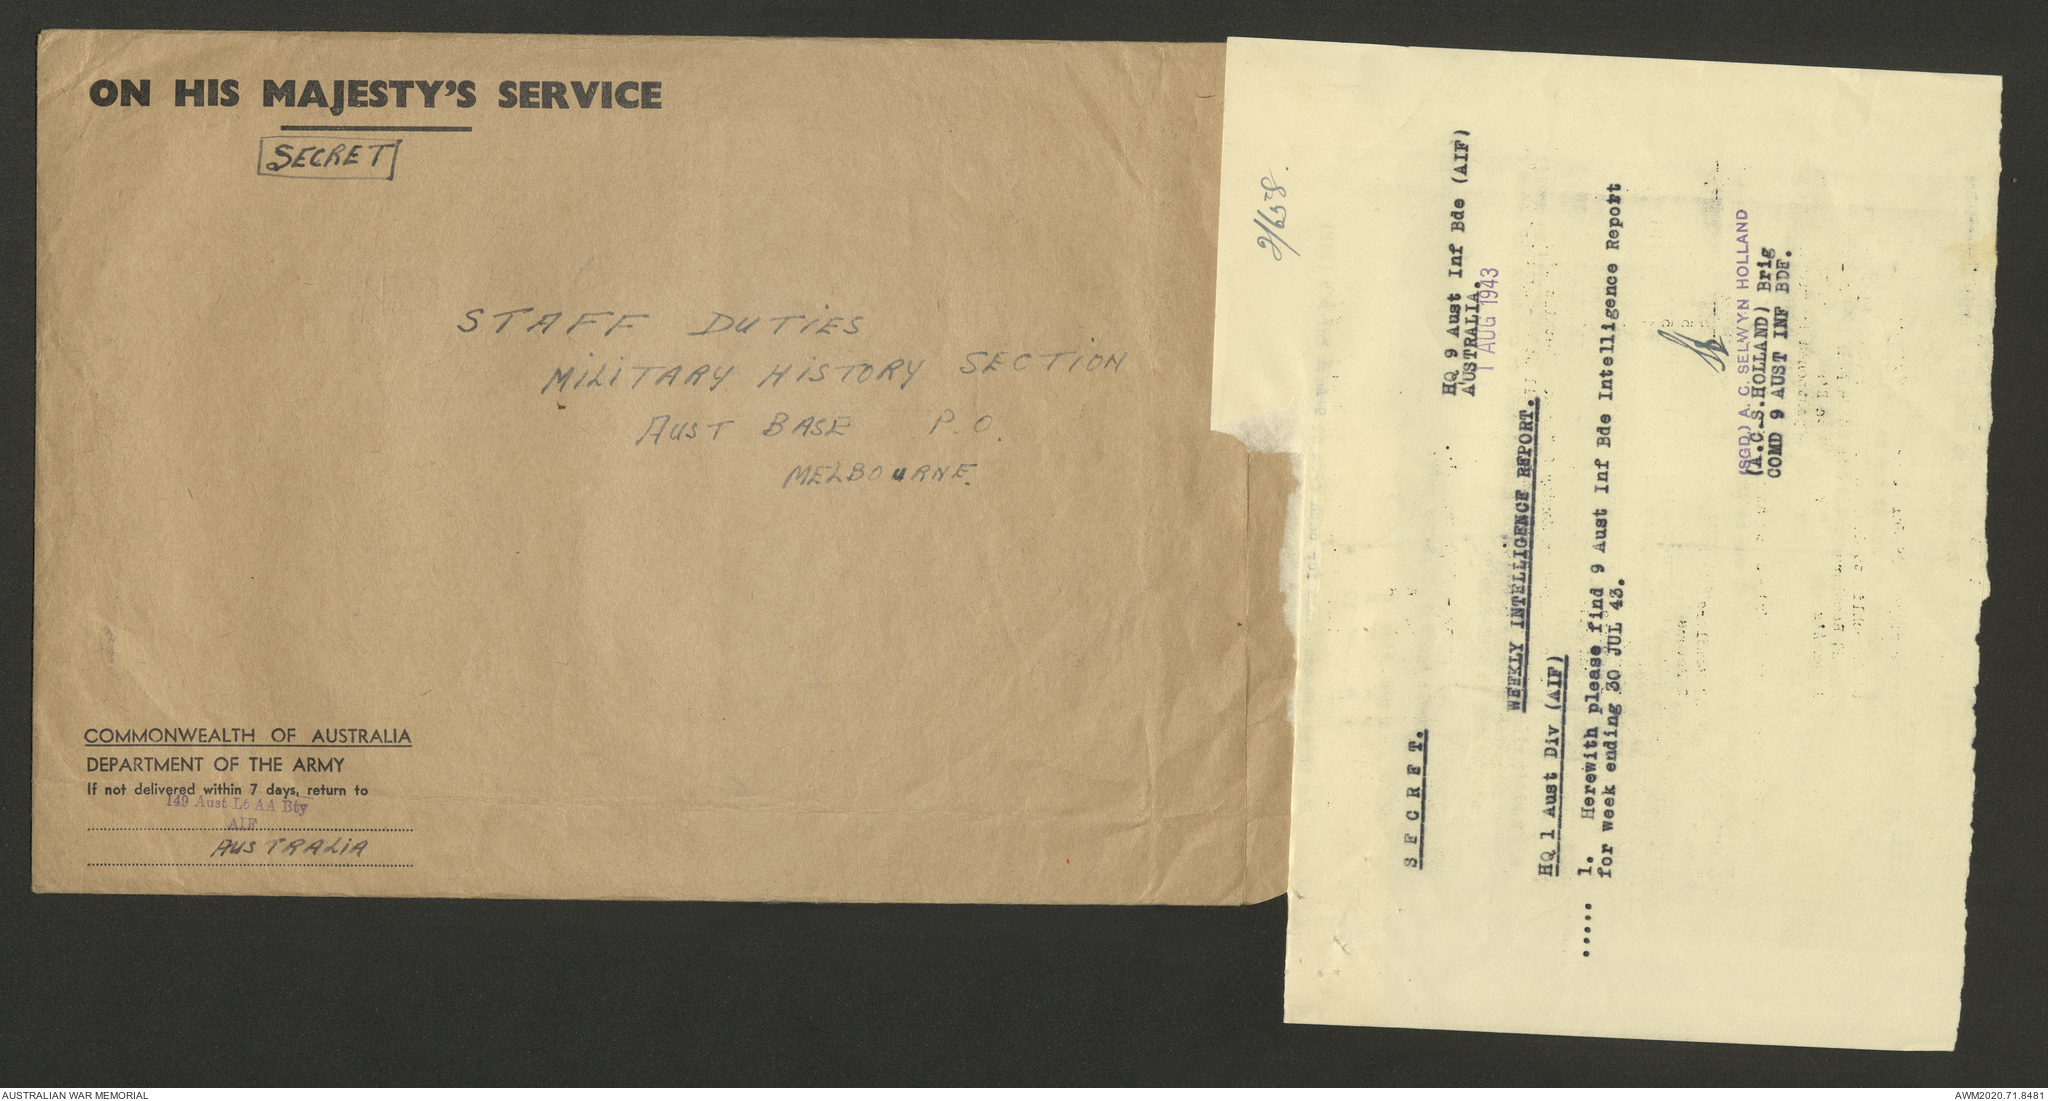 ON HIS MAJESTY'S SERVICE
SECRET
STAFF DUTIES
MILITARY HISTORY SECTION
AUST BASE P.O.
MELBOURNE.
COMMONWEALTH OF AUSTRALIA
DEPARTMENT OF THE ARMY
If not delivered within 7 days, return to
149 Aust Lt AA Bty
AIF
AUSTRALIA
2/658.
S E C R E T.
HQ 9 Aust Inf Bde (AIF)
AUSTRALIA.
1 AUG 1943
WEEKLY INTELLIGENCE REPORT.
HQ 1 Aust Div (AIF)
..... 1. Herewith please find 9 Aust Inf Bde Intelligence Report
for week ending 30 JUL 43.
(SGD.) A. C. SELWYN HOLLAND
(A.C.S.HOLLAND) Brig
COMD 9 AUST INF BDE.
AUSTRALIAN WAR MEMORIAL
AWM2020.71.8481